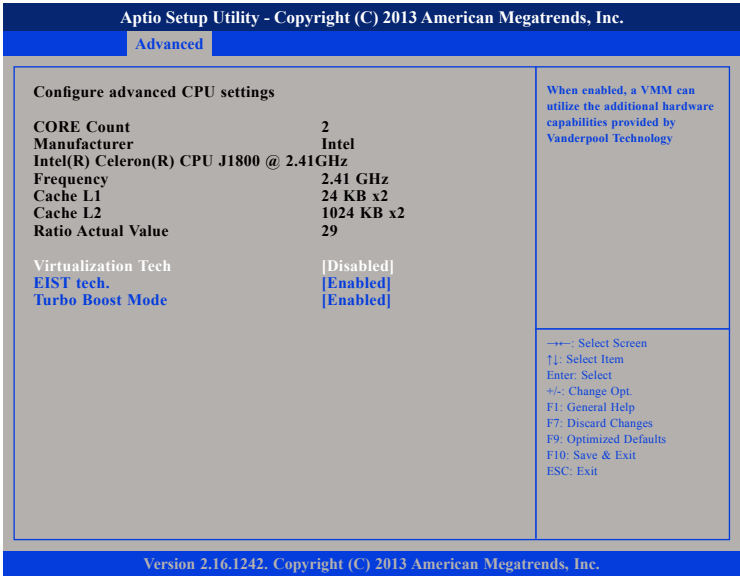 Aptio Setup Utility - Copyright (C) 2013 American Megatrends, Inc.
Advanced
Configure advanced CPU settings
CORE Count 2
Manufacturer Intel
Intel(R) Celeron(R) CPU J1800 @ 2.41GHz
Frequency 2.41 GHz
Cache L1 24 KB x2
Cache L2 1024 KB x2
Ratio Actual Value 29
Virtualization Tech [Disabled]
EIST tech. [Enabled]
Turbo Boost Mode [Enabled]
When enabled, a VMM can
utilize the additional hardware
capabilities provided by
Vanderpool Technology
→←: Select Screen
↑↓: Select Item
Enter: Select
+/-: Change Opt.
F1: General Help
F7: Discard Changes
F9: Optimized Defaults
F10: Save & Exit
ESC: Exit
Version 2.16.1242. Copyright (C) 2013 American Megatrends, Inc.